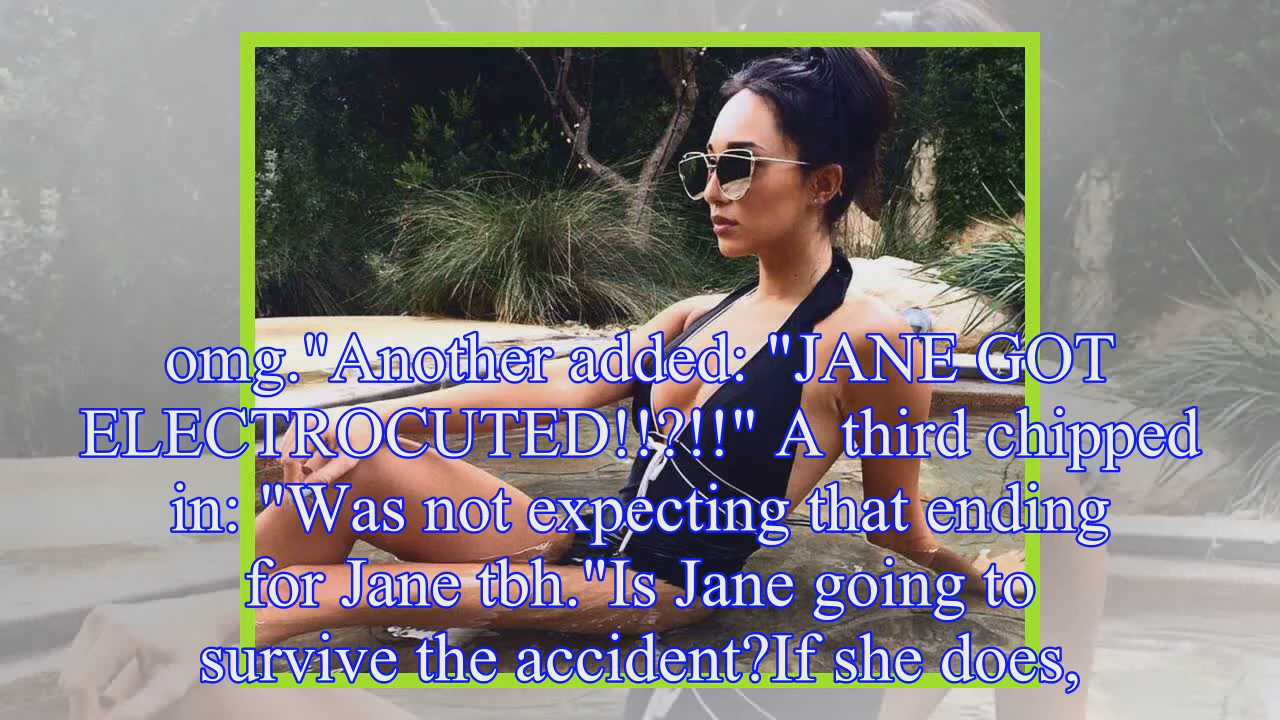 omg."Another added: "JANE GOT
ELECTROCUTED!!?!!" A third chipped
in: "Was not expecting that ending
for Jane tbh."Is Jane going to
survive the accident?If she does,